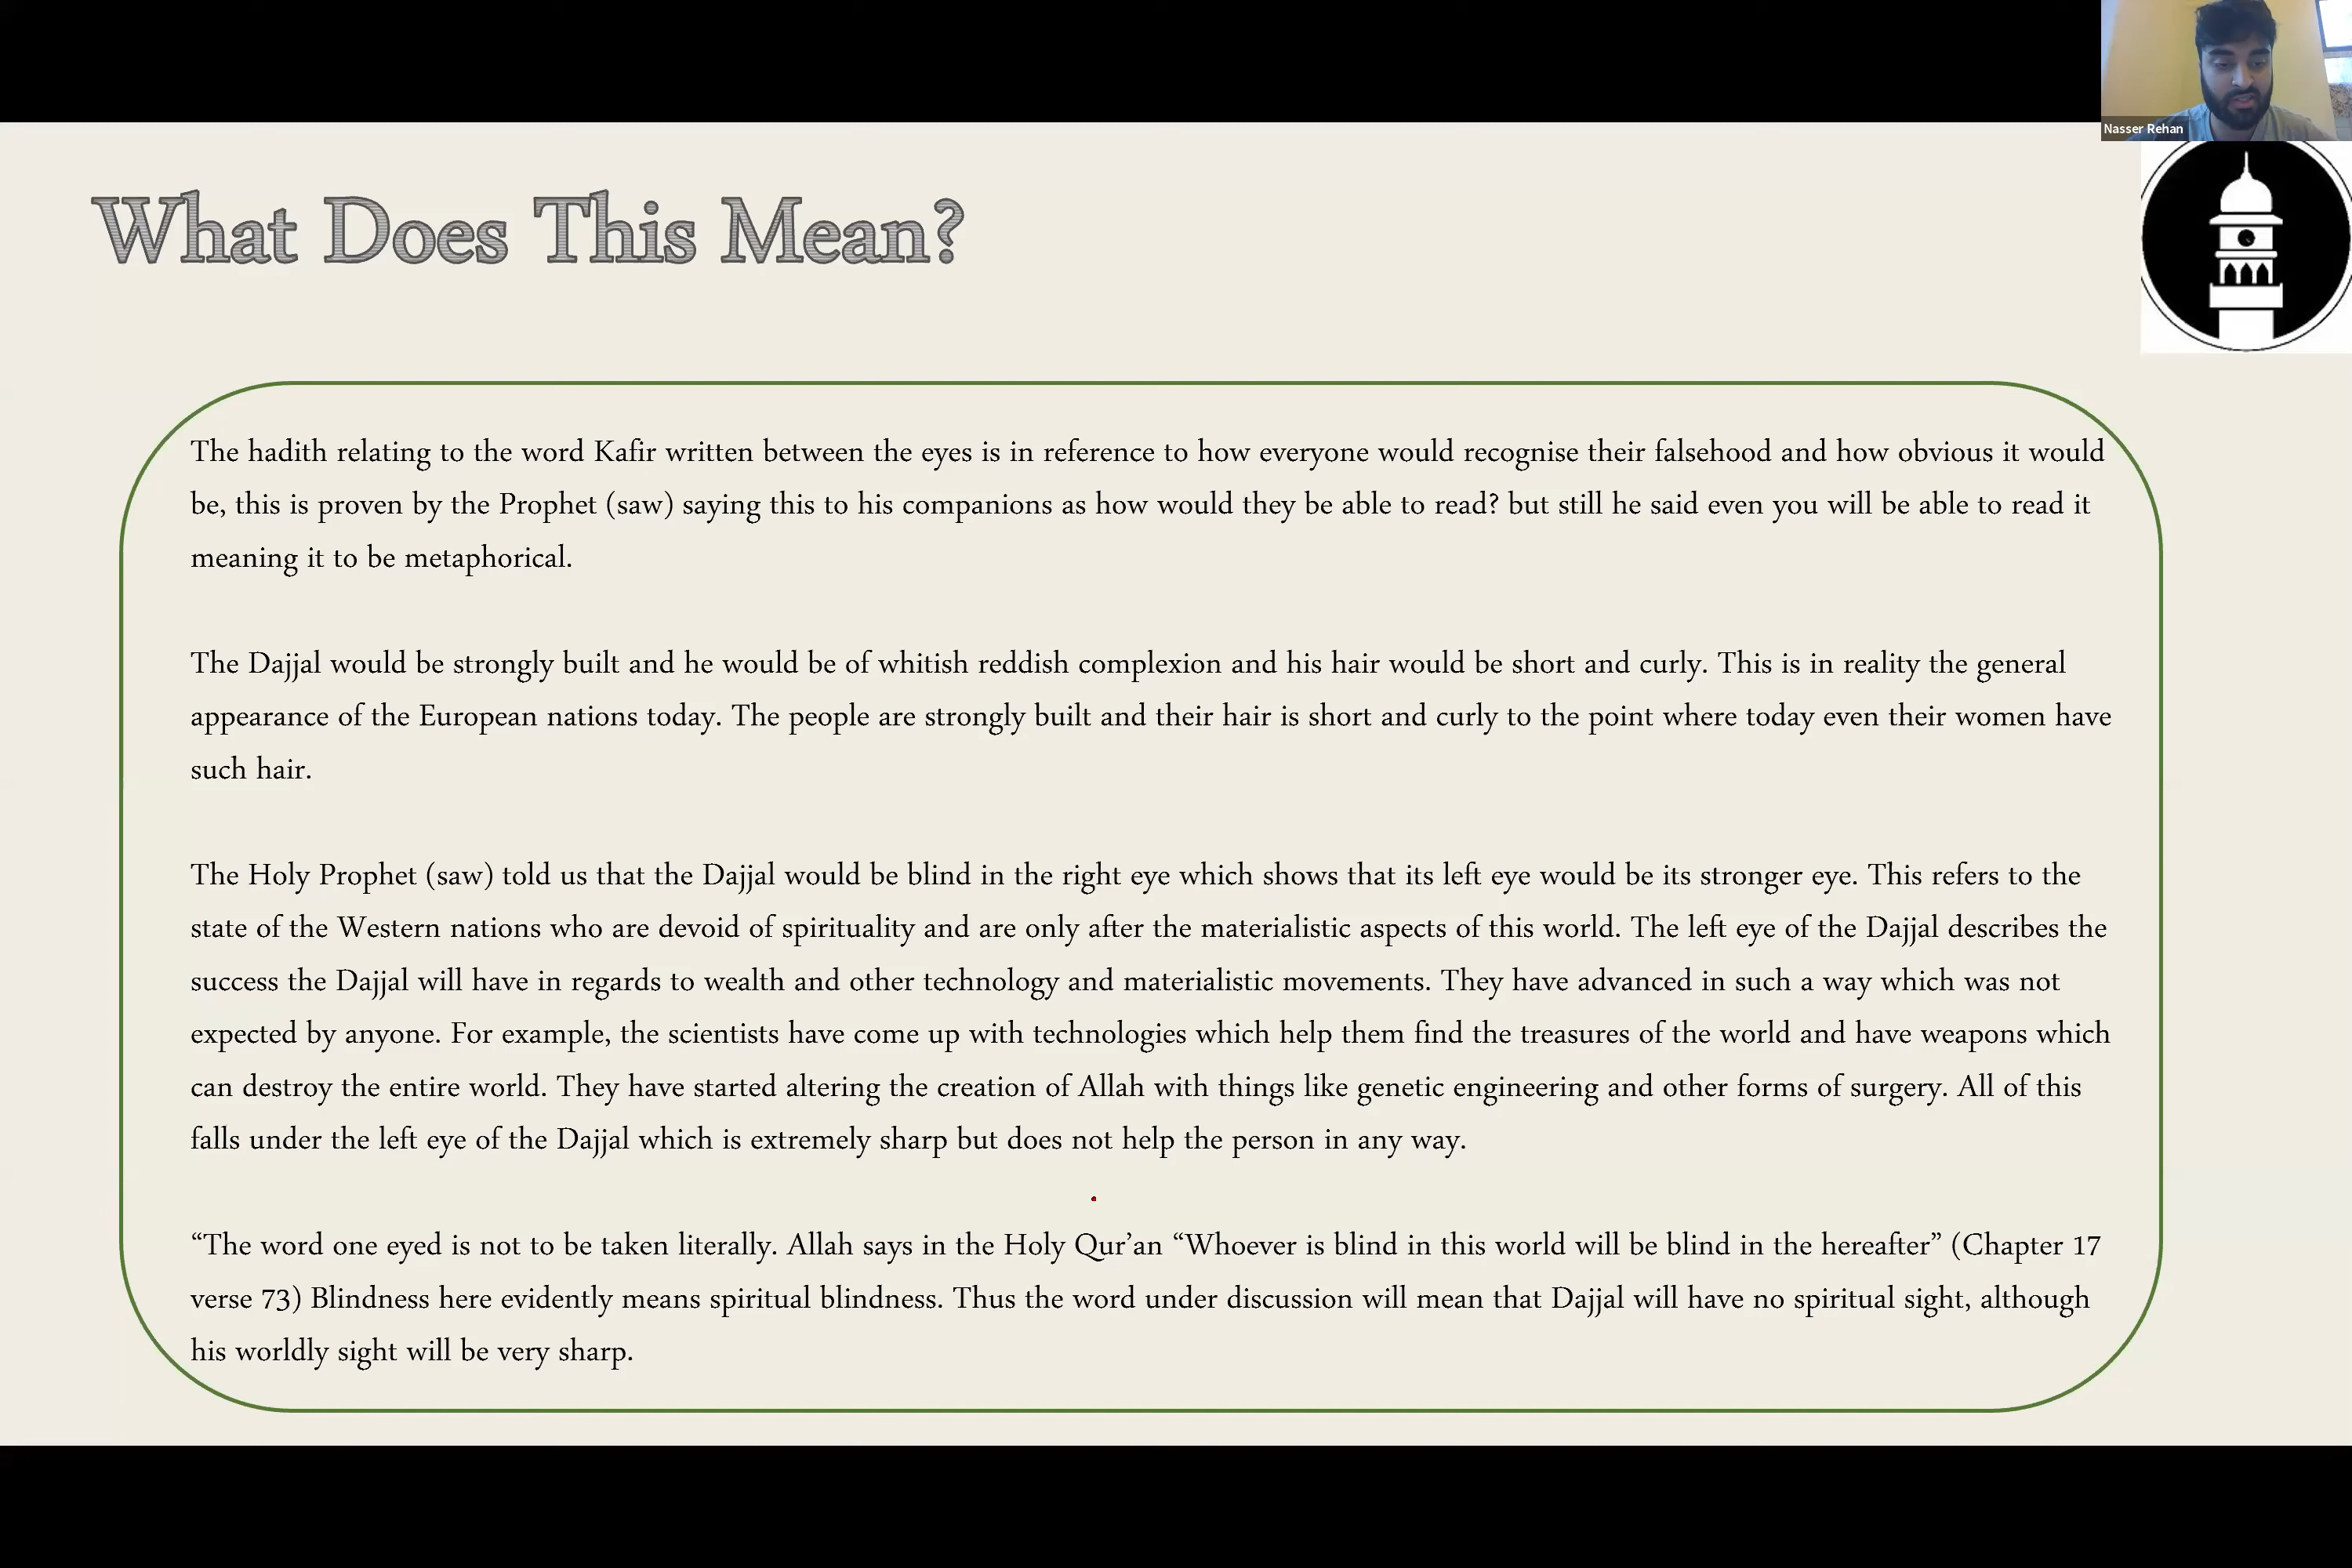 Nasser Rehan
What Does This Mean?
The hadith relating to the word Kafir written between the eyes is in reference to how everyone would recognise their falsehood and how obvious it would
be, this is proven by the Prophet (saw) saying this to his companions as how would they be able to read? but still he said even you will be able to read it
meaning it to be metaphorical.
The Dajjal would be strongly built and he would be of whitish reddish complexion and his hair would be short and curly. This is in reality the general
appearance of the European nations today. The people are strongly built and their hair is short and curly to the point where today even their women have
such hair.
The Holy Prophet (saw) told us that the Dajjal would be blind in the right eye which shows that its left eye would be its stronger eye. This refers to the
state of the Western nations who are devoid of spirituality and are only after the materialistic aspects of this world. The left eye of the Dajjal describes the
success the Dajjal will have in regards to wealth and other technology and materialistic movements. They have advanced in such a way which was not
expected by anyone. For example, the scientists have come up with technologies which help them find the treasures of the world and have weapons which
can destroy the entire world. They have started altering the creation of Allah with things like genetic engineering and other forms of surgery. All of this
falls under the left eye of the Dajjal which is extremely sharp but does not help the person in any way.
“The word one eyed is not to be taken literally. Allah says in the Holy Qur’an “Whoever is blind in this world will be blind in the hereafter” (Chapter 17
verse 73) Blindness here evidently means spiritual blindness. Thus the word under discussion will mean that Dajjal will have no spiritual sight, although
his worldly sight will be very sharp.